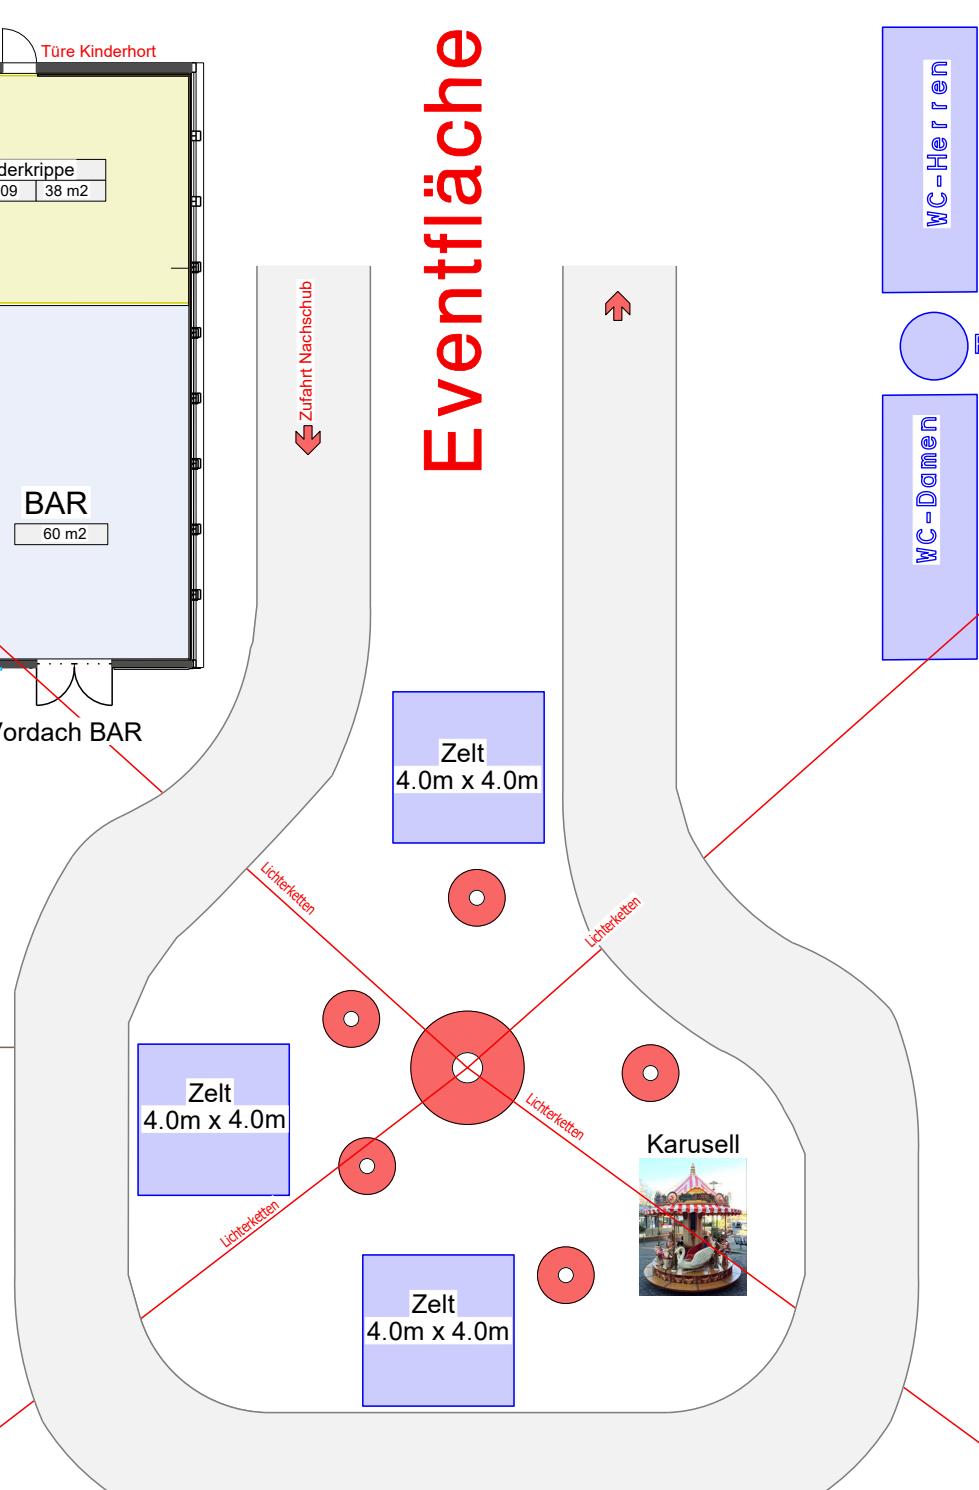 Türe Kinderhort
derkrippe
09 38 m2
BAR
60 m2
Vordach BAR
Zufahrt Nachschub
Eventfläche
WC-Herren
WC-Damen
Zelt
4.0m x 4.0m
Lichterketten
Lichterketten
Zelt
4.0m x 4.0m
Lichterketten
Karusell
Lichterketten
Zelt
4.0m x 4.0m